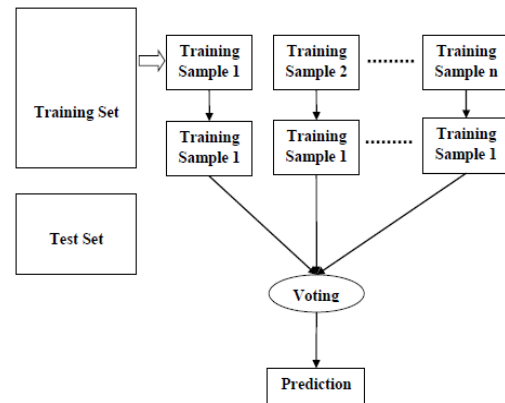 Training Set
Training
Sample 1
Training
Sample 2
.........
Training
Sample n
Training
Sample 1
Training
Sample 1
.........
Training
Sample 1
Test Set
Voting
Prediction